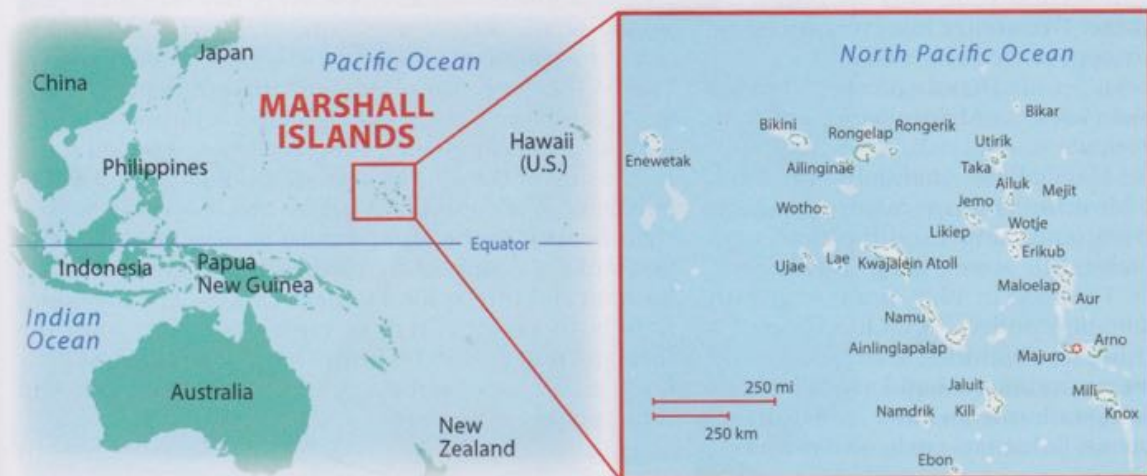 Japan
China
Pacific Ocean
MARSHALL
ISLANDS
Hawaii
(U.S.)
Philippines
Equator
Indonesia
Papua
New Guinea
Indian
Ocean
Australia
New
Zealand
North Pacific Ocean
Bikar
Bikini
Rongelap
Rongerik
Utirik
Enewetak
Ailinginae
Taka
Ailuk
Mejit
Wotho
Jemo
Likiep
Wotje
Erikub
Ujae
Lae
Kwajalein Atoll
Maloelap
Aur
Namu
Ainlinglapalap
Arno
Majuro
250 mi
250 km
Jaluit
Mili
Namdrik
Kili
Knox
Ebon